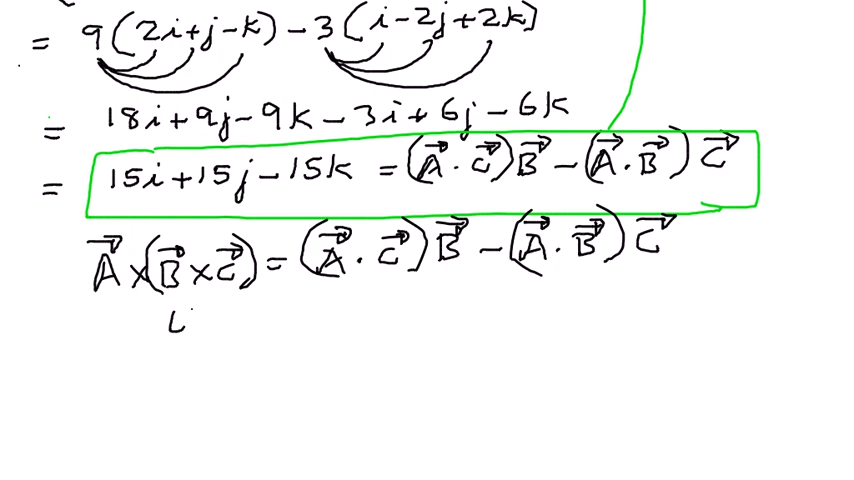 = 9(2i+j-k) - 3(i-2j+2k)
= 18i+9j-9k-3i+6j-6k
= 15i+15j-15k = (A⃗ . C⃗)B⃗ - (A⃗ . B⃗) C⃗
A⃗ x (B⃗ x C⃗) = (A⃗ . C⃗) B⃗ - (A⃗ . B⃗) C⃗
L